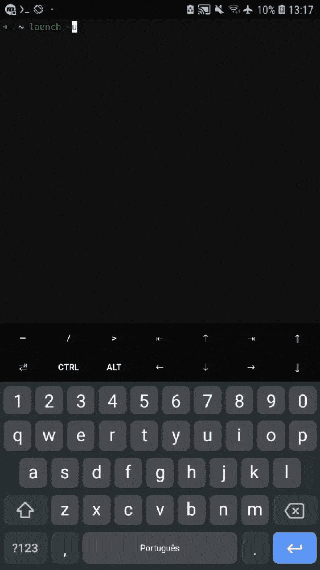 10% 13:17
~ launch -u
— / >
CTRL ALT
1 2 3 4 5 6 7 8 9 0
q w e r t y u i o p
a s d f g h j k l
z x c v b n m
?123 , Português .